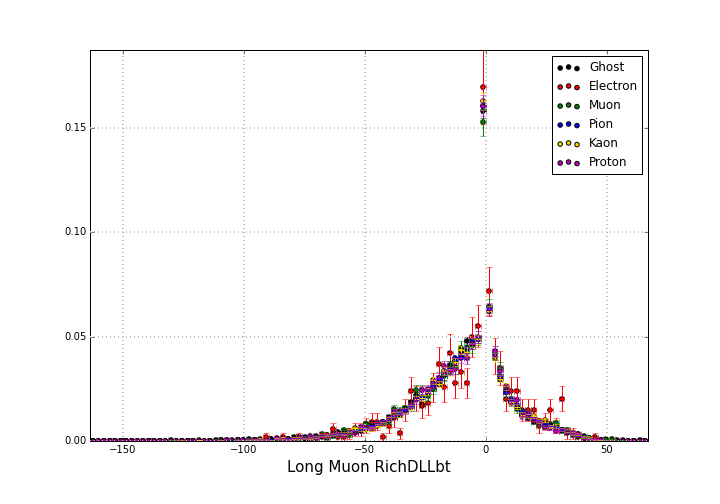 Ghost
Electron
Muon
Pion
Kaon
Proton
0.15
0.10
0.05
0.00
−150
−100
−50
0
50
Long Muon RichDLLbt